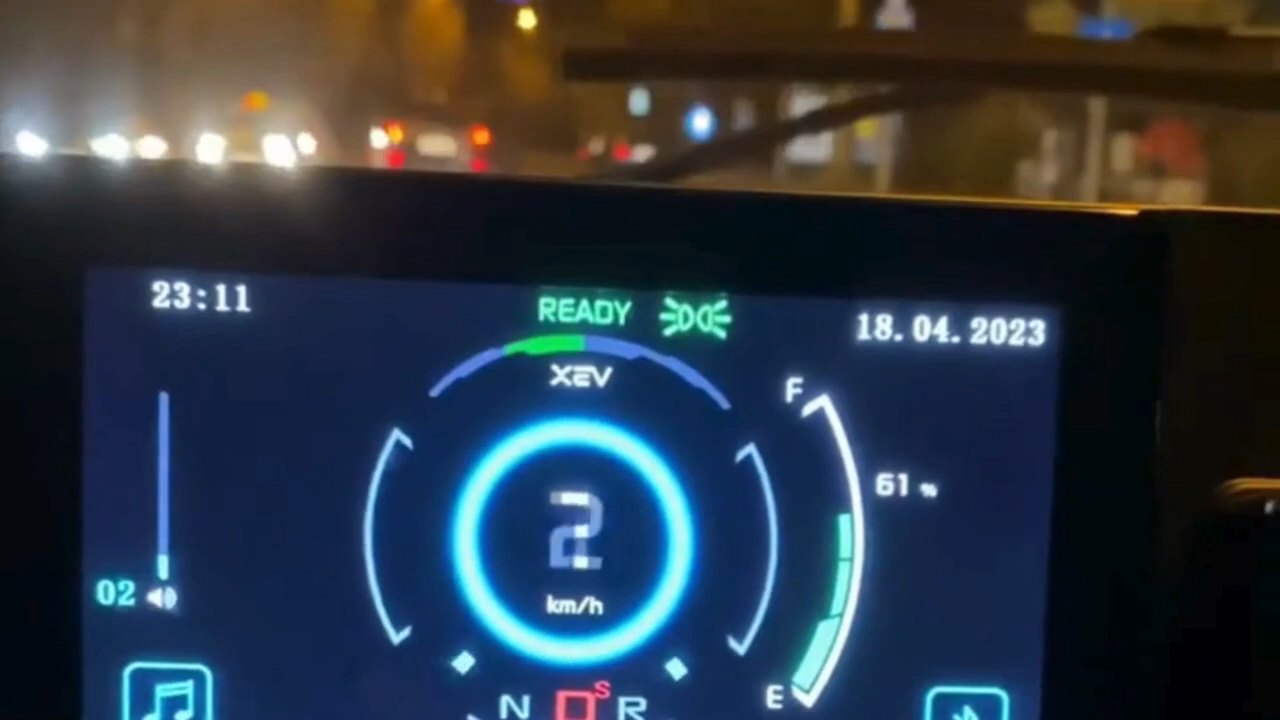 23:11
READY
18.04.2023
XEV
F
61 %
2
km/h
02
E
N D S R